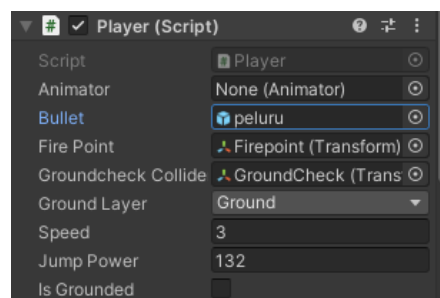 Player (Script)
Script Player
Animator None (Animator)
Bullet peluru
Fire Point Firepoint (Transform)
Groundcheck Collide GroundCheck (Trans
Ground Layer Ground
Speed 3
Jump Power 132
Is Grounded